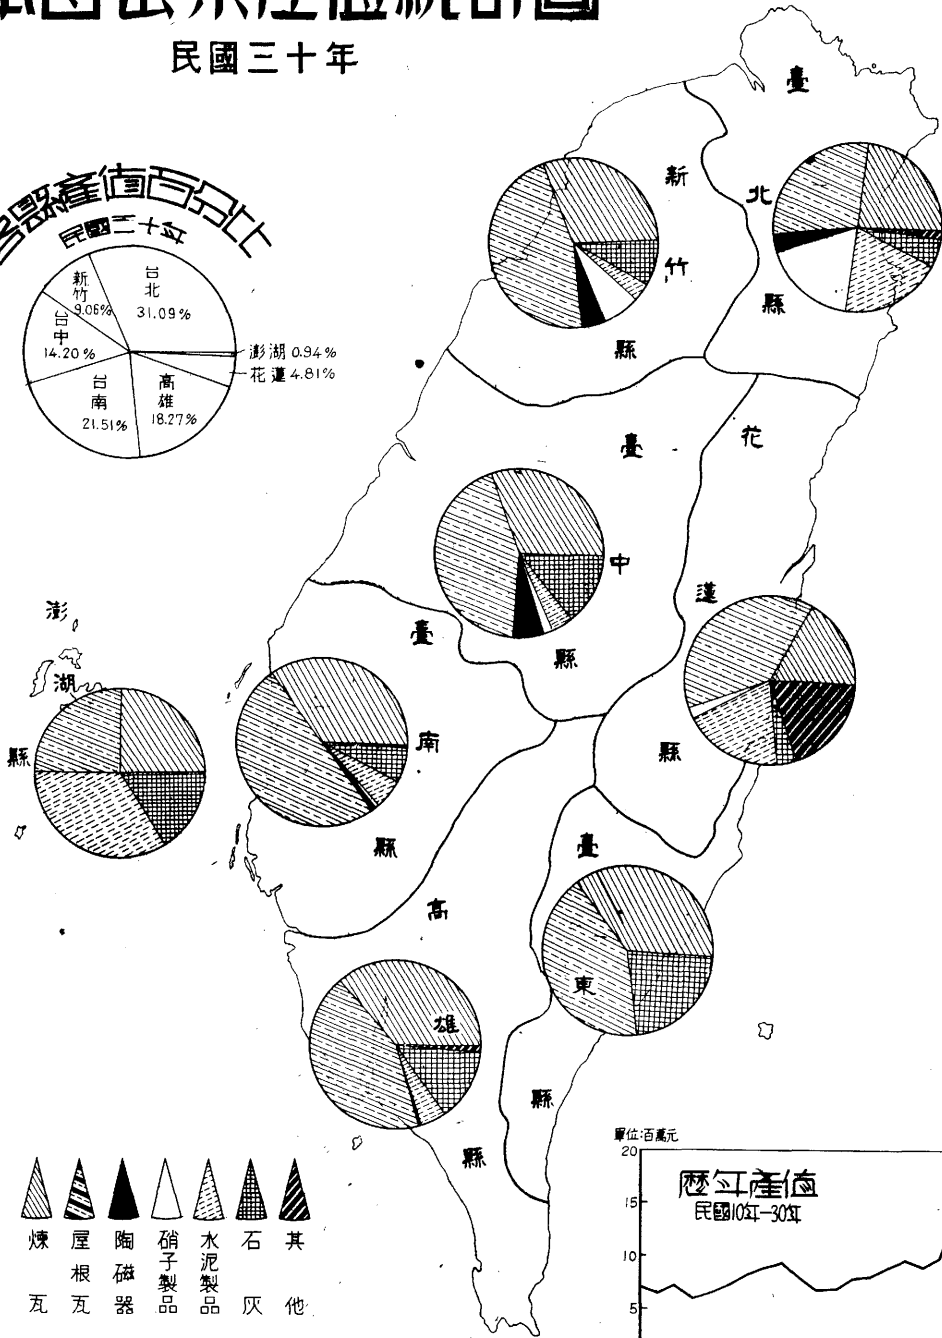 民國三十年
各縣產值百分比
民國三十年
台北
31.09%
新竹
9.06%
台中
14.20%
台南
21.51%
高雄
18.27%
澎湖 0.94%
花蓮 4.81%
臺北縣
新竹縣
臺中縣
花蓮縣
臺南縣
澎湖縣
高雄縣
臺東縣
煉瓦
屋根瓦
陶磁器
硝子製品
水泥製品
石灰
其他
單位:百萬元
歷年產值
民國10年—30年
20
15
10
5